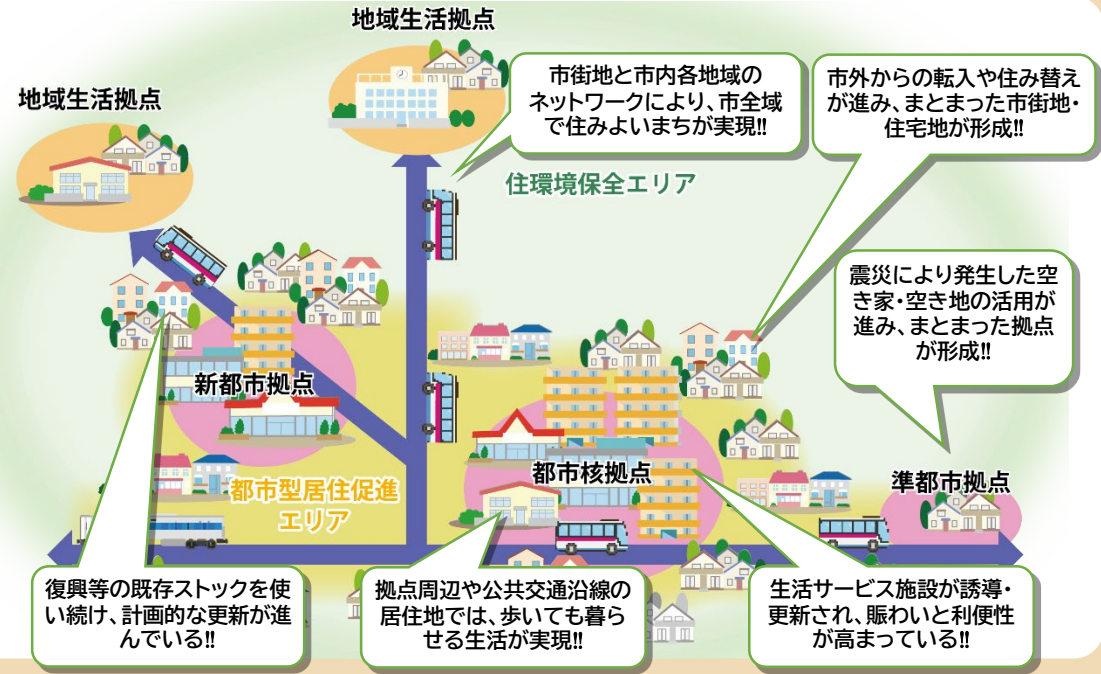 地域生活拠点
地域生活拠点
市街地と市内各地域の
ネットワークにより、市全域
で住みよいまちが実現!!
市外からの転入や住み替え
が進み、まとまった市街地・
住宅地が形成!!
住環境保全エリア
震災により発生した空
き家・空き地の活用が
進み、まとまった拠点
が形成!!
新都市拠点
都市核拠点
準都市拠点
都市型居住促進
エリア
復興等の既存ストックを使
い続け、計画的な更新が進
んでいる!!
拠点周辺や公共交通沿線の
居住地では、歩いても暮ら
せる生活が実現!!
生活サービス施設が誘導・
更新され、賑わいと利便性
が高まっている!!